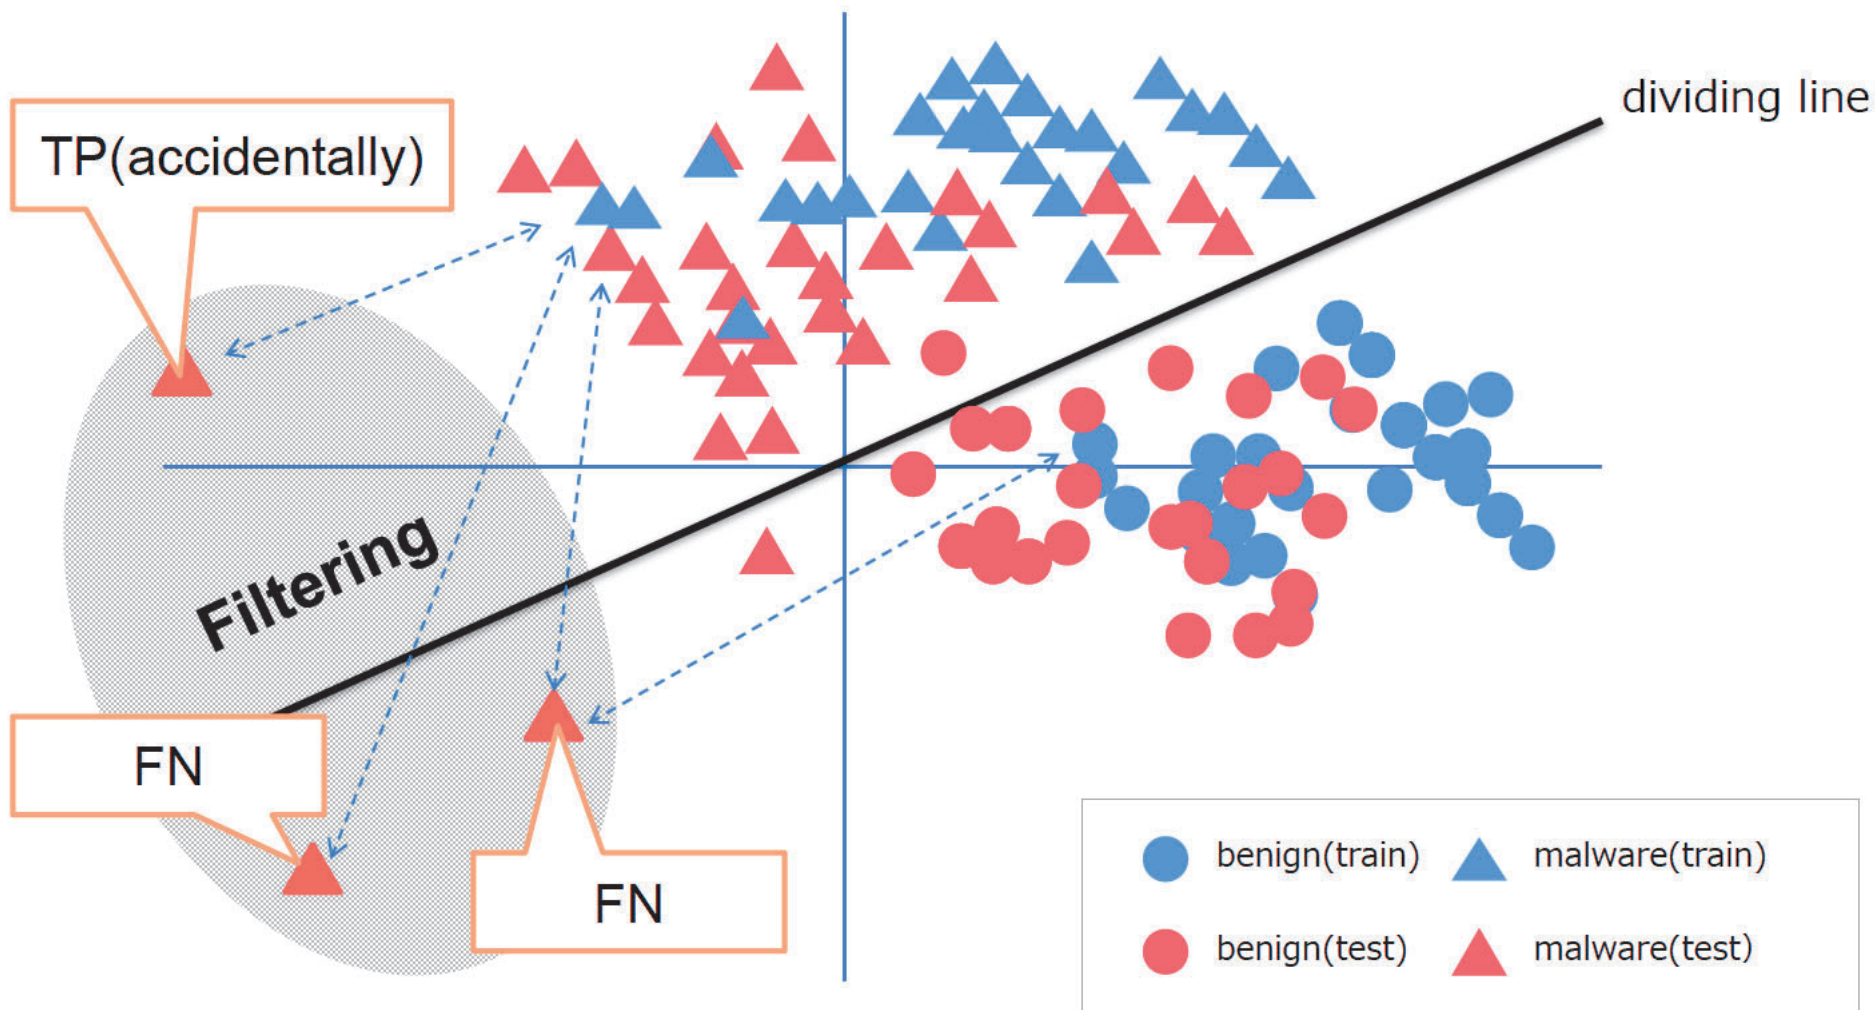 dividing line
TP(accidentally)
Filtering
FN
FN
benign(train)
malware(train)
benign(test)
malware(test)